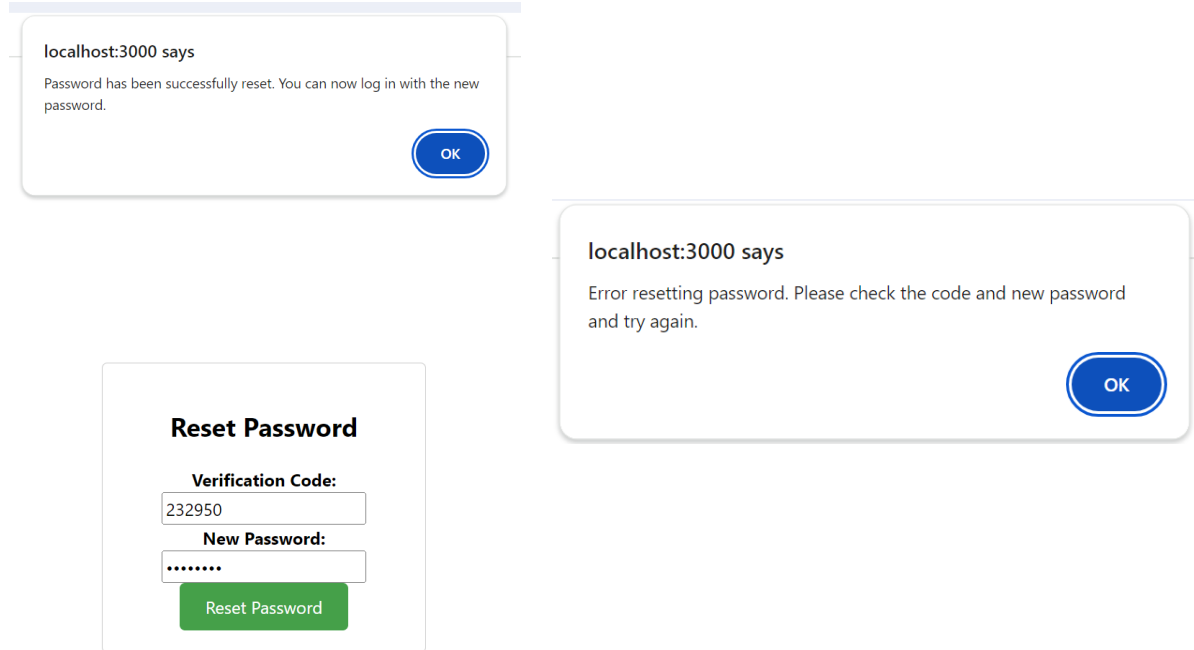 localhost:3000 says
Password has been successfully reset. You can now log in with the new
password.
OK
Reset Password
Verification Code:
232950
New Password:
••••••••
Reset Password
localhost:3000 says
Error resetting password. Please check the code and new password
and try again.
OK